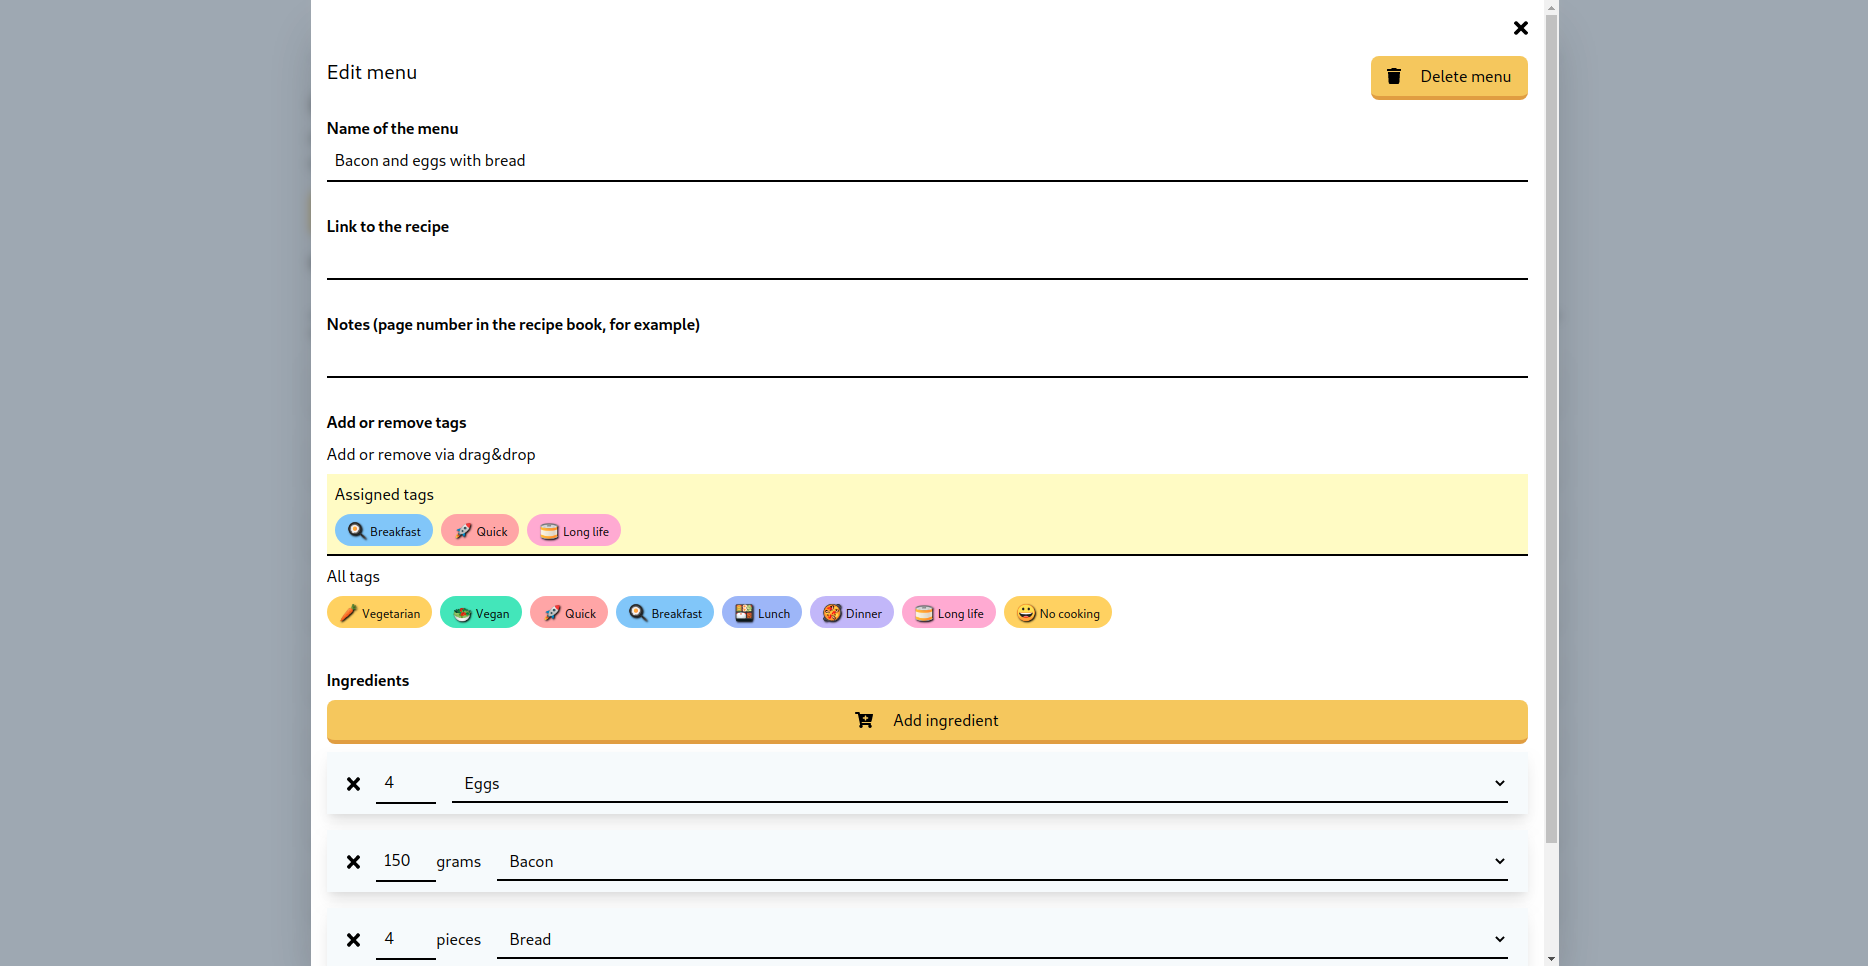 Edit menu
Delete menu
Name of the menu
Bacon and eggs with bread
Link to the recipe
Notes (page number in the recipe book, for example)
Add or remove tags
Add or remove via drag&drop
Assigned tags
Breakfast Quick Long life
All tags
Vegetarian Vegan Quick Breakfast Lunch Dinner Long life No cooking
Ingredients
Add ingredient
4 Eggs
150 grams Bacon
4 pieces Bread